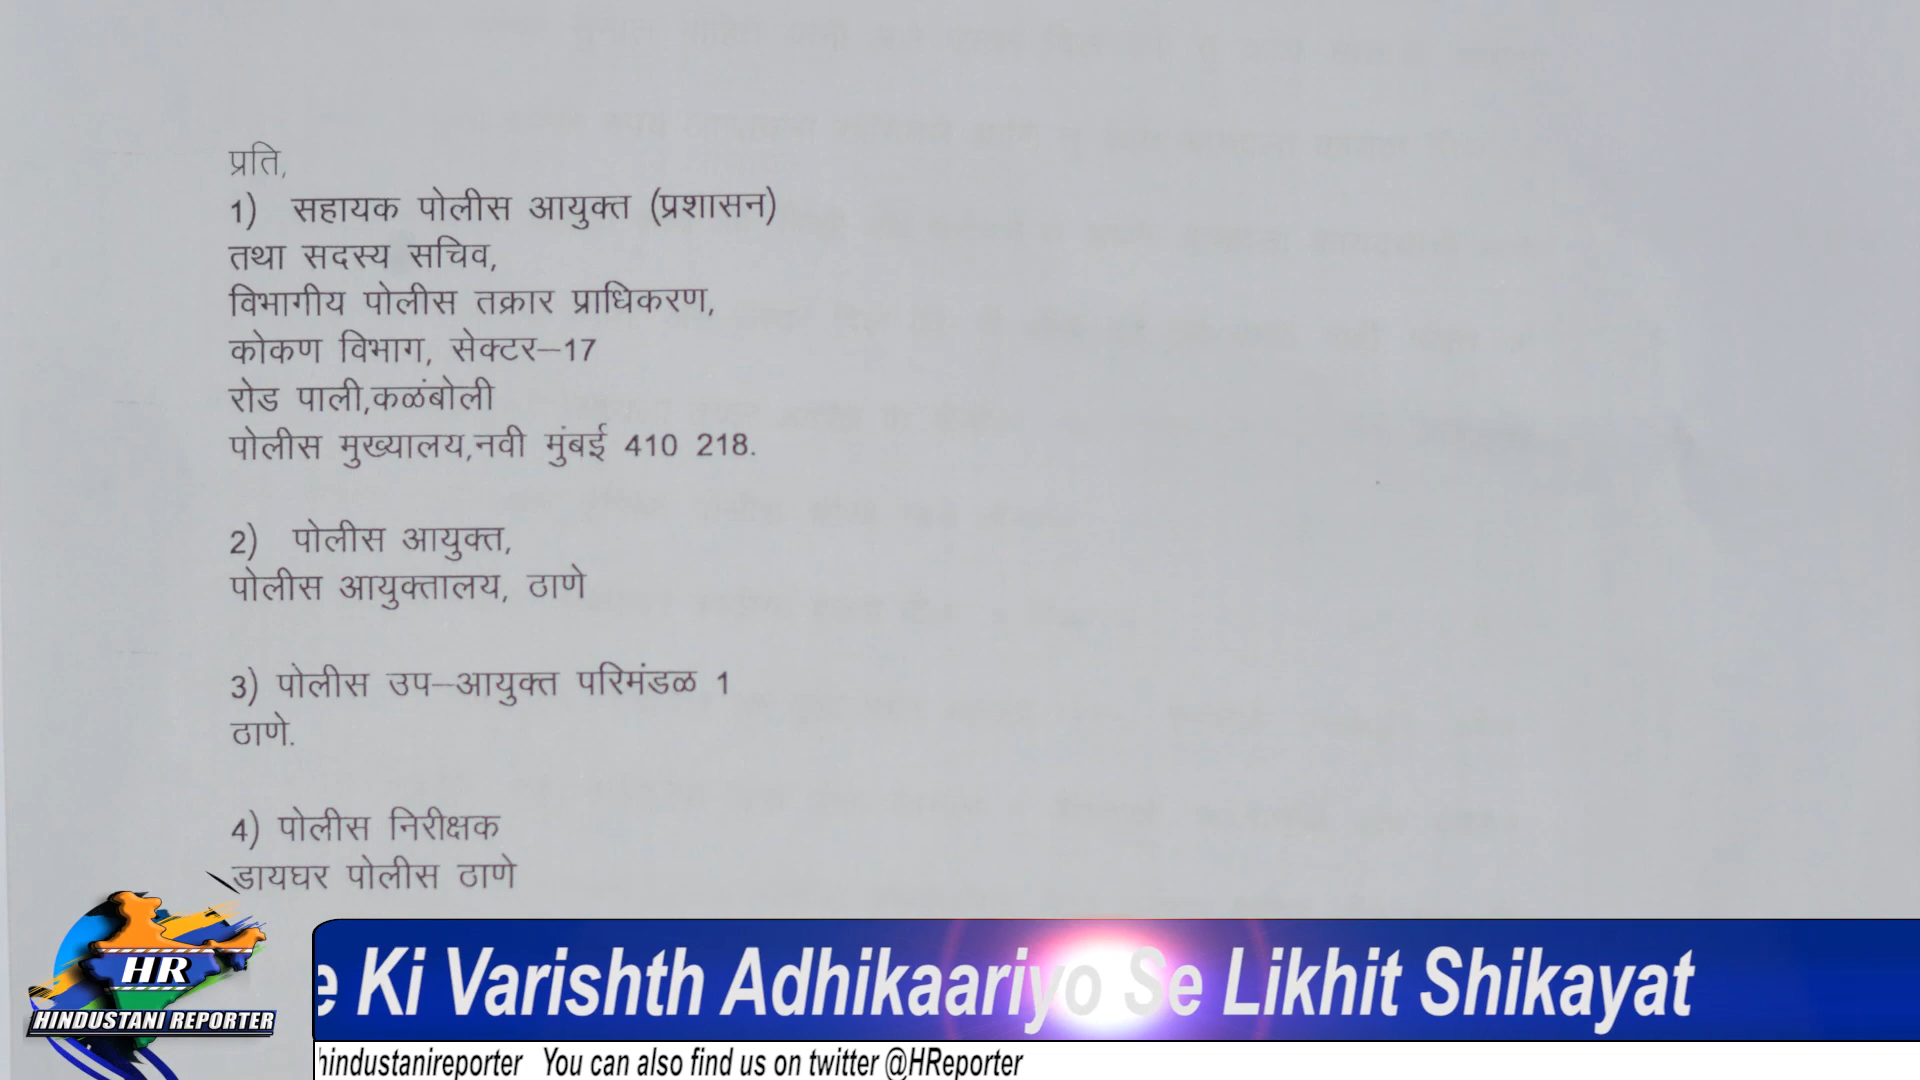 प्रति,
1) सहायक पोलीस आयुक्त (प्रशासन)
तथा सदस्य सचिव,
विभागीय पोलीस तक्रार प्राधिकरण,
कोकण विभाग, सेक्टर–17
रोड पाली,कळंबोली
पोलीस मुख्यालय,नवी मुंबई 410 218.
2) पोलीस आयुक्त,
पोलीस आयुक्तालय, ठाणे
3) पोलीस उप–आयुक्त परिमंडळ 1
ठाणे.
4) पोलीस निरीक्षक
डायघर पोलीस ठाणे
HR
HINDUSTANI REPORTER
e Ki Varishth Adhikaariyo Se Likhit Shikayat
hindustanireporter You can also find us on twitter @HReporter